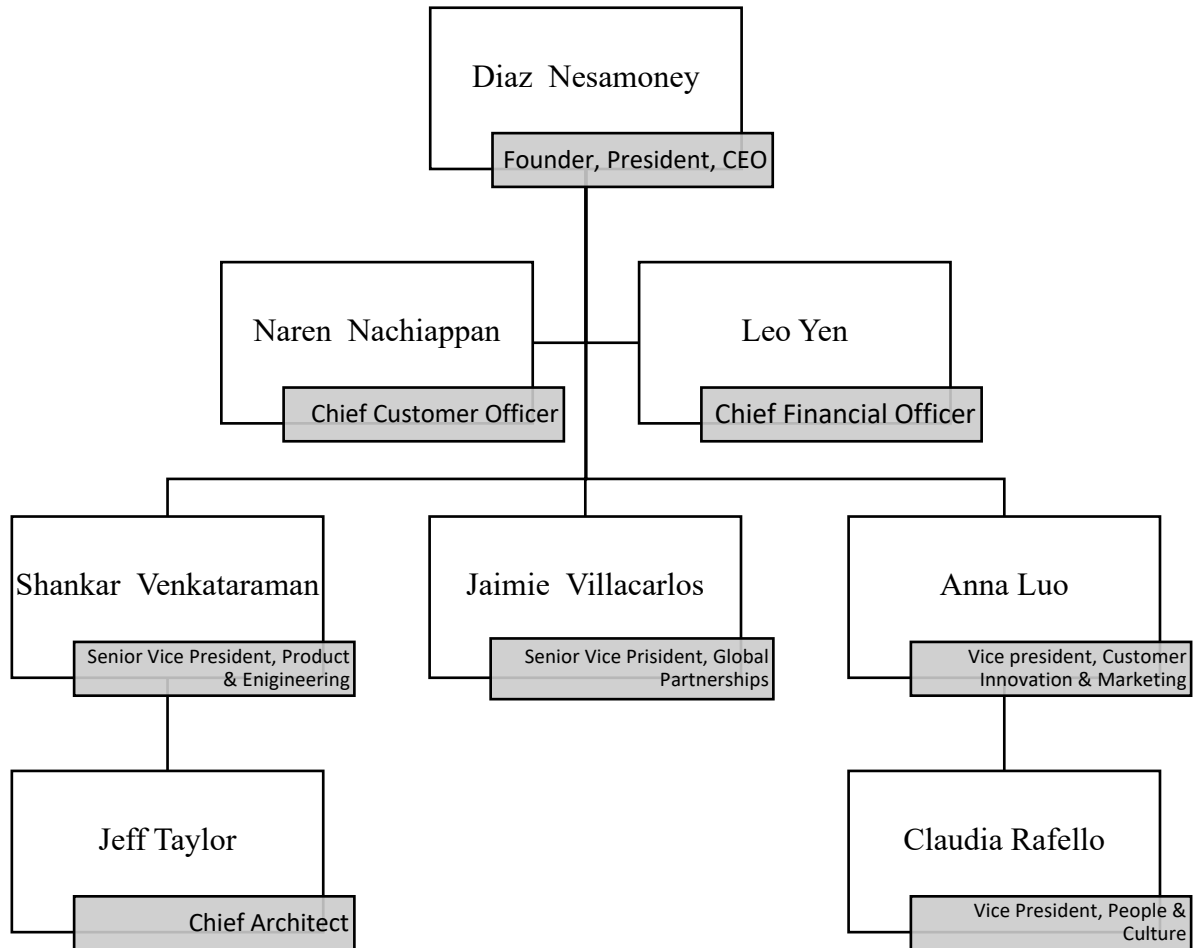 Diaz  Nesamoney
Founder, President, CEO
Naren  Nachiappan
Chief Customer Officer
Leo Yen
Chief Financial Officer
Shankar  Venkataraman
Senior Vice President, Product
& Enigineering
Jaimie  Villacarlos
Senior Vice Prisident, Global
Partnerships
Anna Luo
Vice president, Customer
Innovation & Marketing
Jeff Taylor
Chief Architect
Claudia Rafello
Vice President, People &
Culture